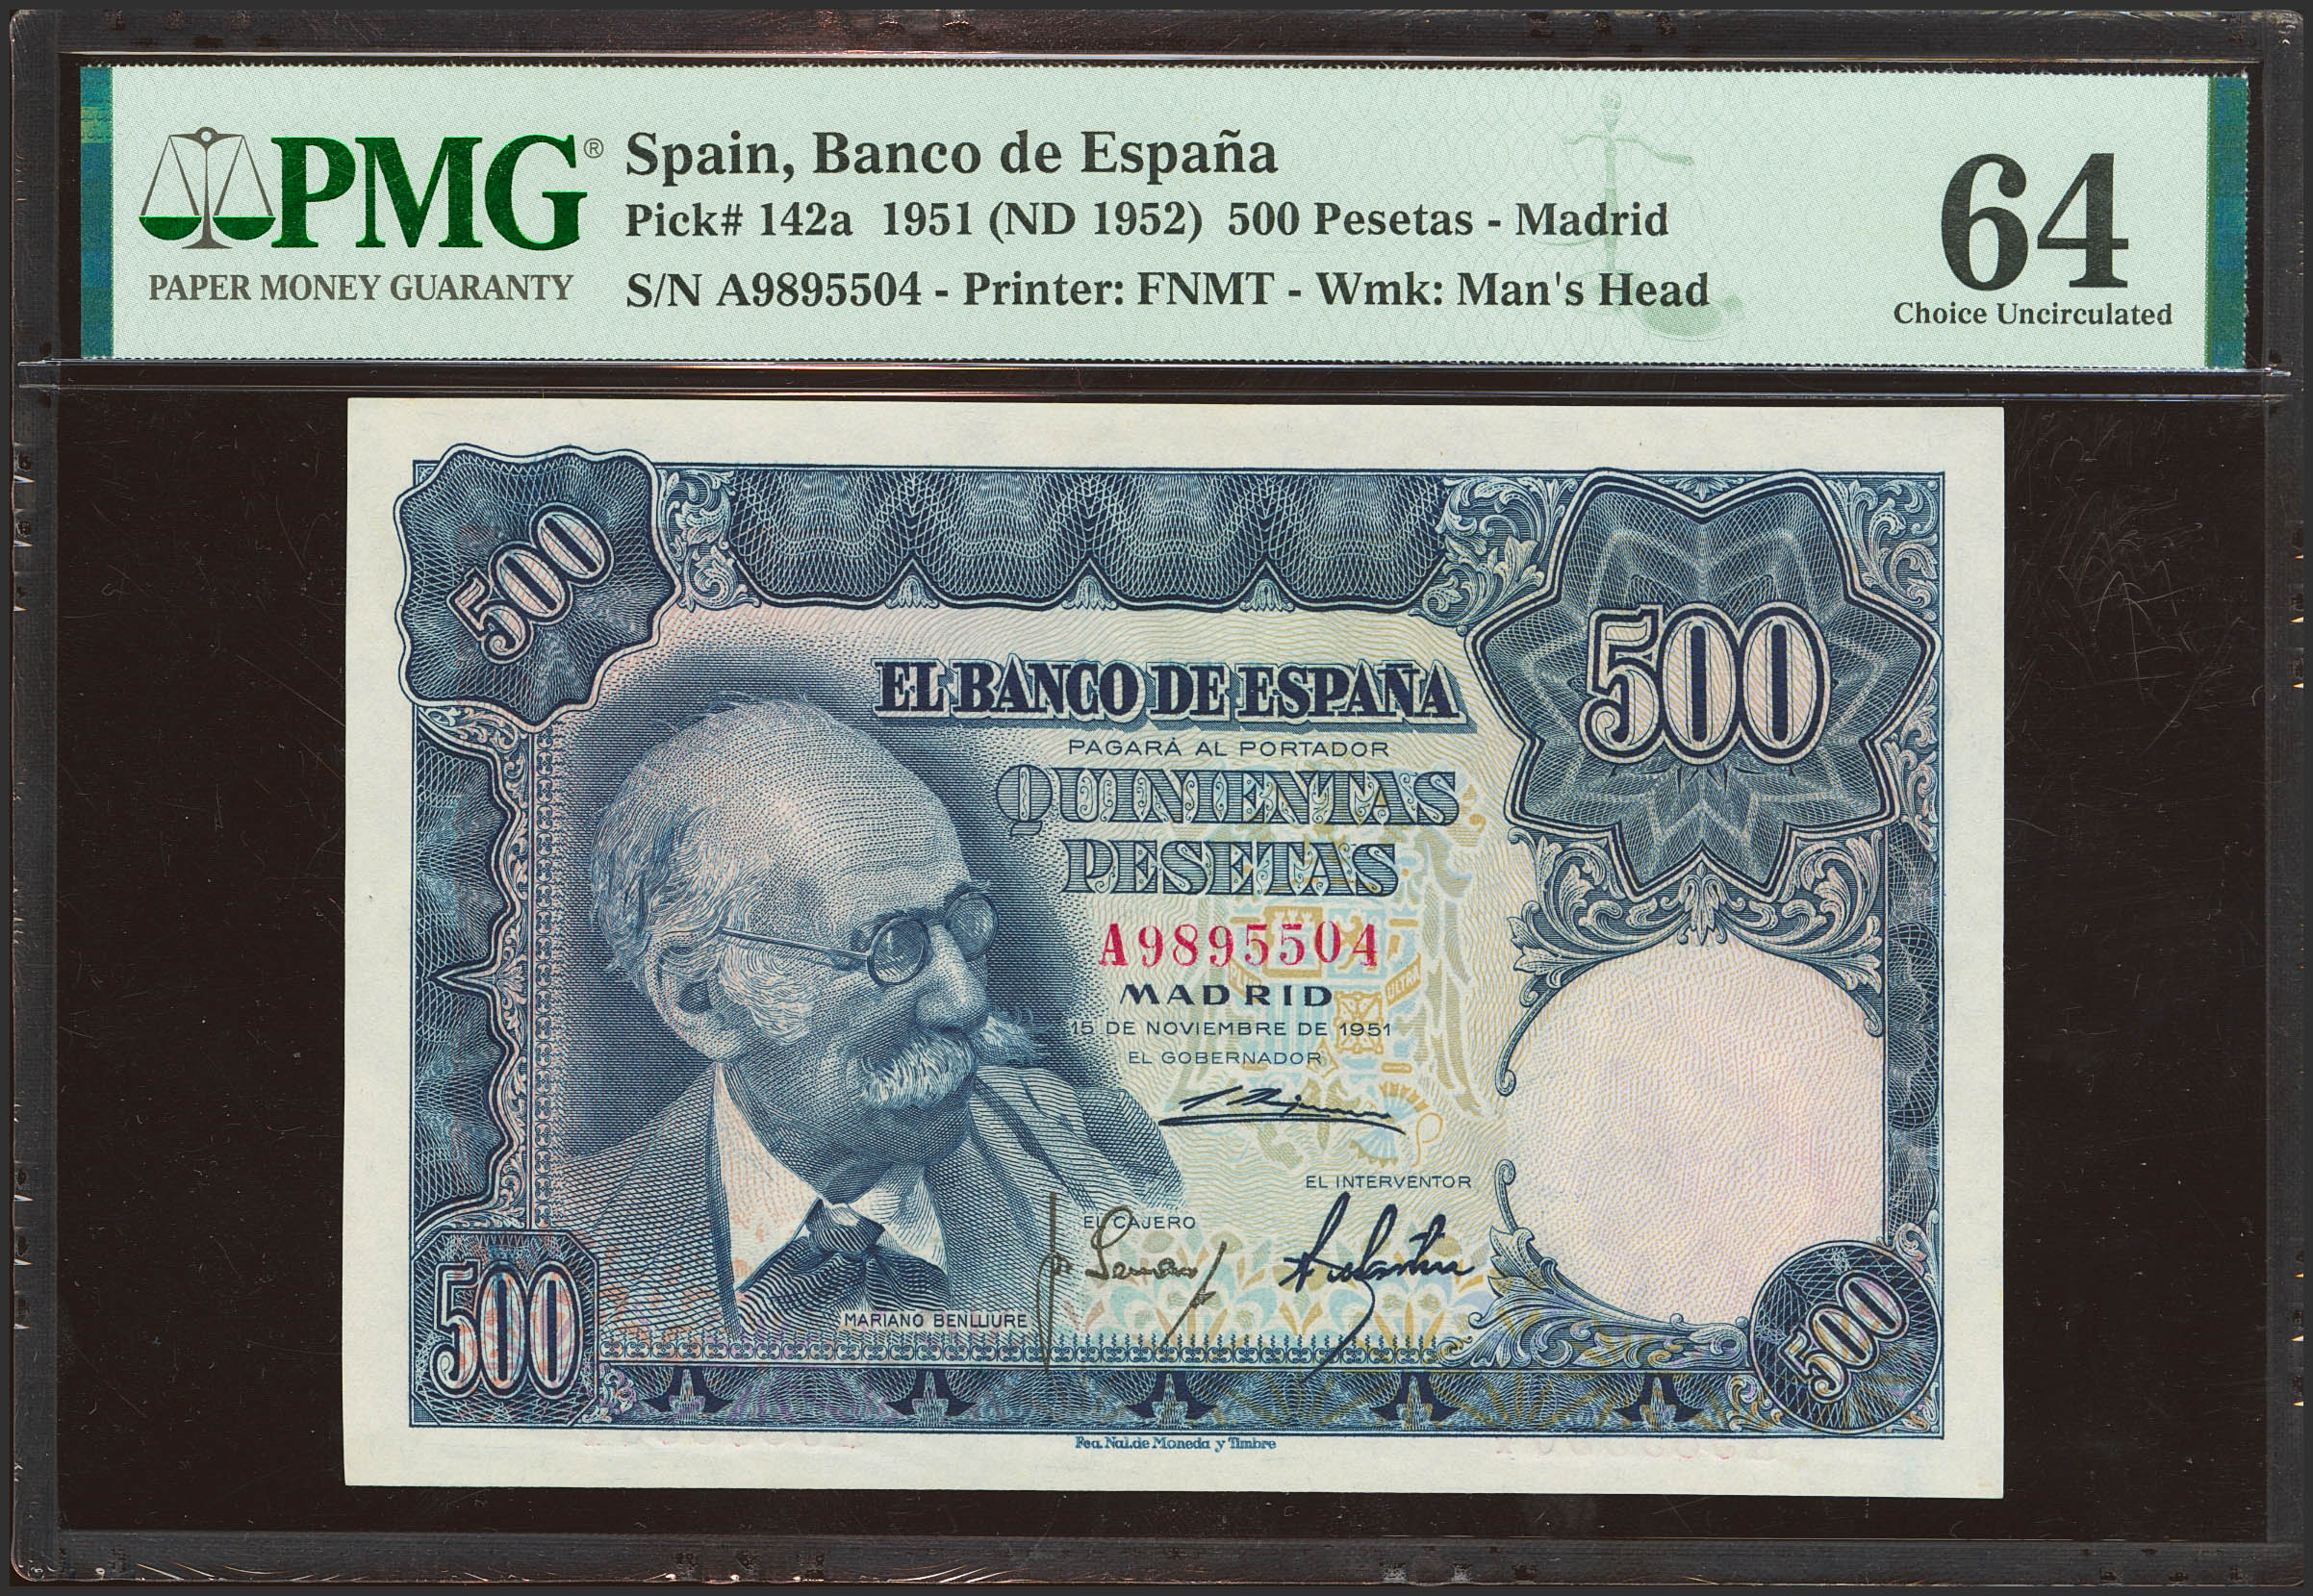 PMG®
PAPER MONEY GUARANTY
Spain, Banco de España
Pick# 142a 1951 (ND 1952) 500 Pesetas - Madrid
S/N A9895504 - Printer: FNMT - Wmk: Man's Head
64
Choice Uncirculated
500
500
EL BANCO DE ESPAÑA
PAGARÁ AL PORTADOR
QUINIENTAS
PESETAS
A9895504
MADRID
15 DE NOVIEMBRE DE 1951
EL GOBERNADOR
EL INTERVENTOR
EL CAJERO
MARIANO BENLLIURE
500
500
Fca. Nal. de Moneda y Timbre